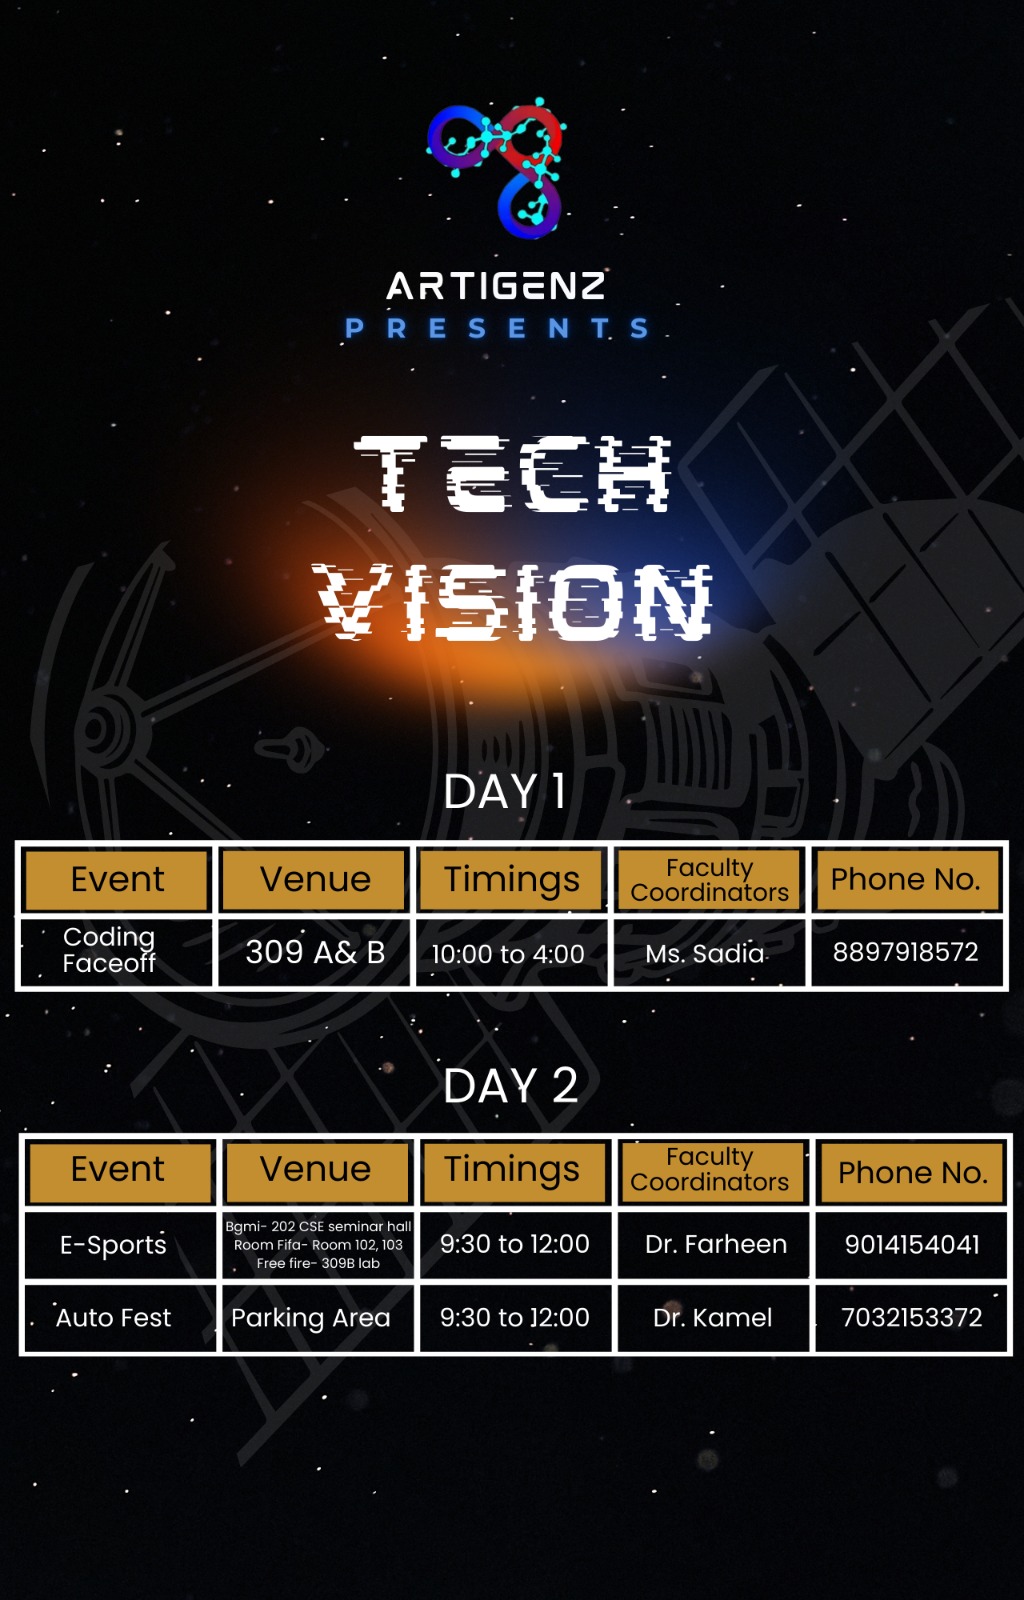 ARTIGENZ
PRESENTS
TECH
VISION
DAY 1
Event Venue Timings Faculty Coordinators Phone No.
Coding Faceoff 309 A& B 10:00 to 4:00 Ms. Sadia 8897918572
DAY 2
Event Venue Timings Faculty Coordinators Phone No.
E-Sports Bgmi- 202 CSE seminar hall
Room Fifa- Room 102, 103
Free fire- 309B lab
9:30 to 12:00 Dr. Farheen 9014154041
Auto Fest Parking Area 9:30 to 12:00 Dr. Kamel 7032153372